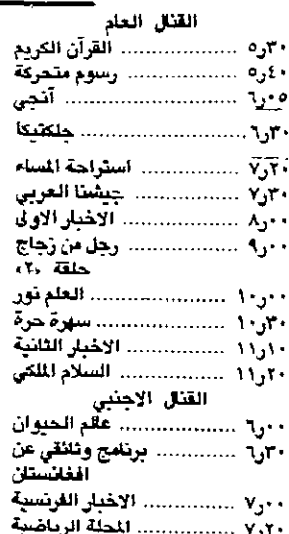 القنال العام
٥٫٣٠ ............ القرآن الكريم
٥٫٤٠ ............ رسوم متحركة
٦٫٠٥ ............ آنجي
٦٫٣٠ ............ جلكتيكا
٧٫٢٠ ............ استراحة المساء
٧٫٣٠ ............ جيشنا العربي
٨٫٠٠ ............ الاخبار الاولى
٩٫٠٠ ............ رجل من زجاج
حلقة «٢»
١٠٫٠٠ ............ العلم نور
١٠٫٣٠ ............ سهرة حرة
١١٫١٠ ............ الاخبار الثانية
١١٫٢٠ ............ السلام الملكي
القنال الاجنبي
٦٫٠٠ ............ عالم الحيوان
٦٫٣٠ ............ برنامج وثائقي عن
افغانستان
٧٫٠٠ ............ الاخبار الفرنسية
٧٫٢٠ ............ المجلة الرياضية